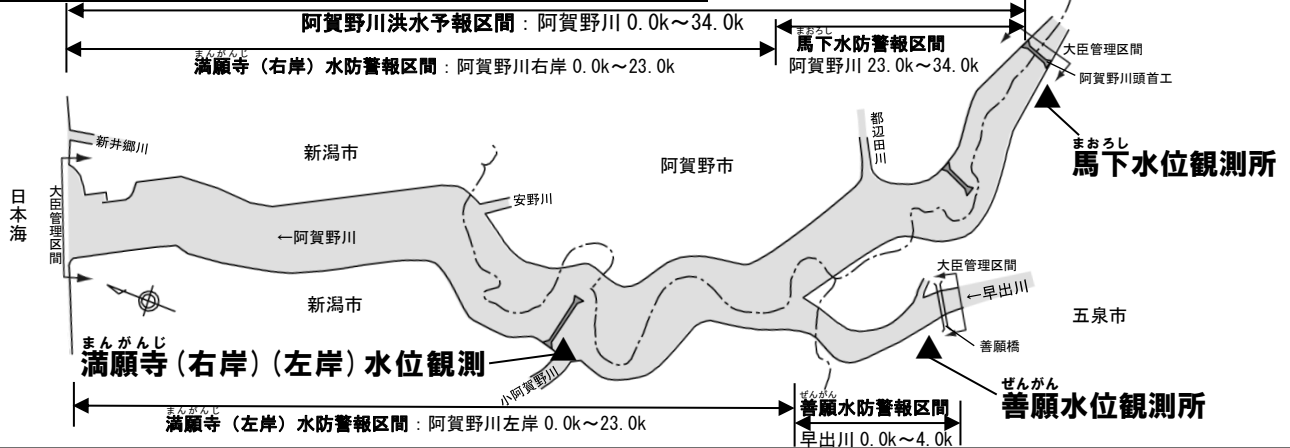 阿賀野川洪水予報区間：阿賀野川 0.0k～34.0k
まんがんじ
満願寺（右岸）水防警報区間：阿賀野川右岸 0.0k～23.0k
まおろし
馬下水防警報区間
阿賀野川 23.0k～34.0k
大臣管理区間
阿賀野川頭首工
まおろし
馬下水位観測所
新井郷川
新潟市
阿賀野市
都辺田川
日本海
大臣管理区間
安野川
←阿賀野川
新潟市
大臣管理区間
←早出川
五泉市
善願橋
まんがんじ
満願寺(右岸)(左岸)水位観測
小阿賀野川
ぜんがん
善願水位観測所
まんがんじ
満願寺（左岸）水防警報区間：阿賀野川左岸 0.0k～23.0k
ぜんがん
善願水防警報区間
早出川 0.0k～4.0k